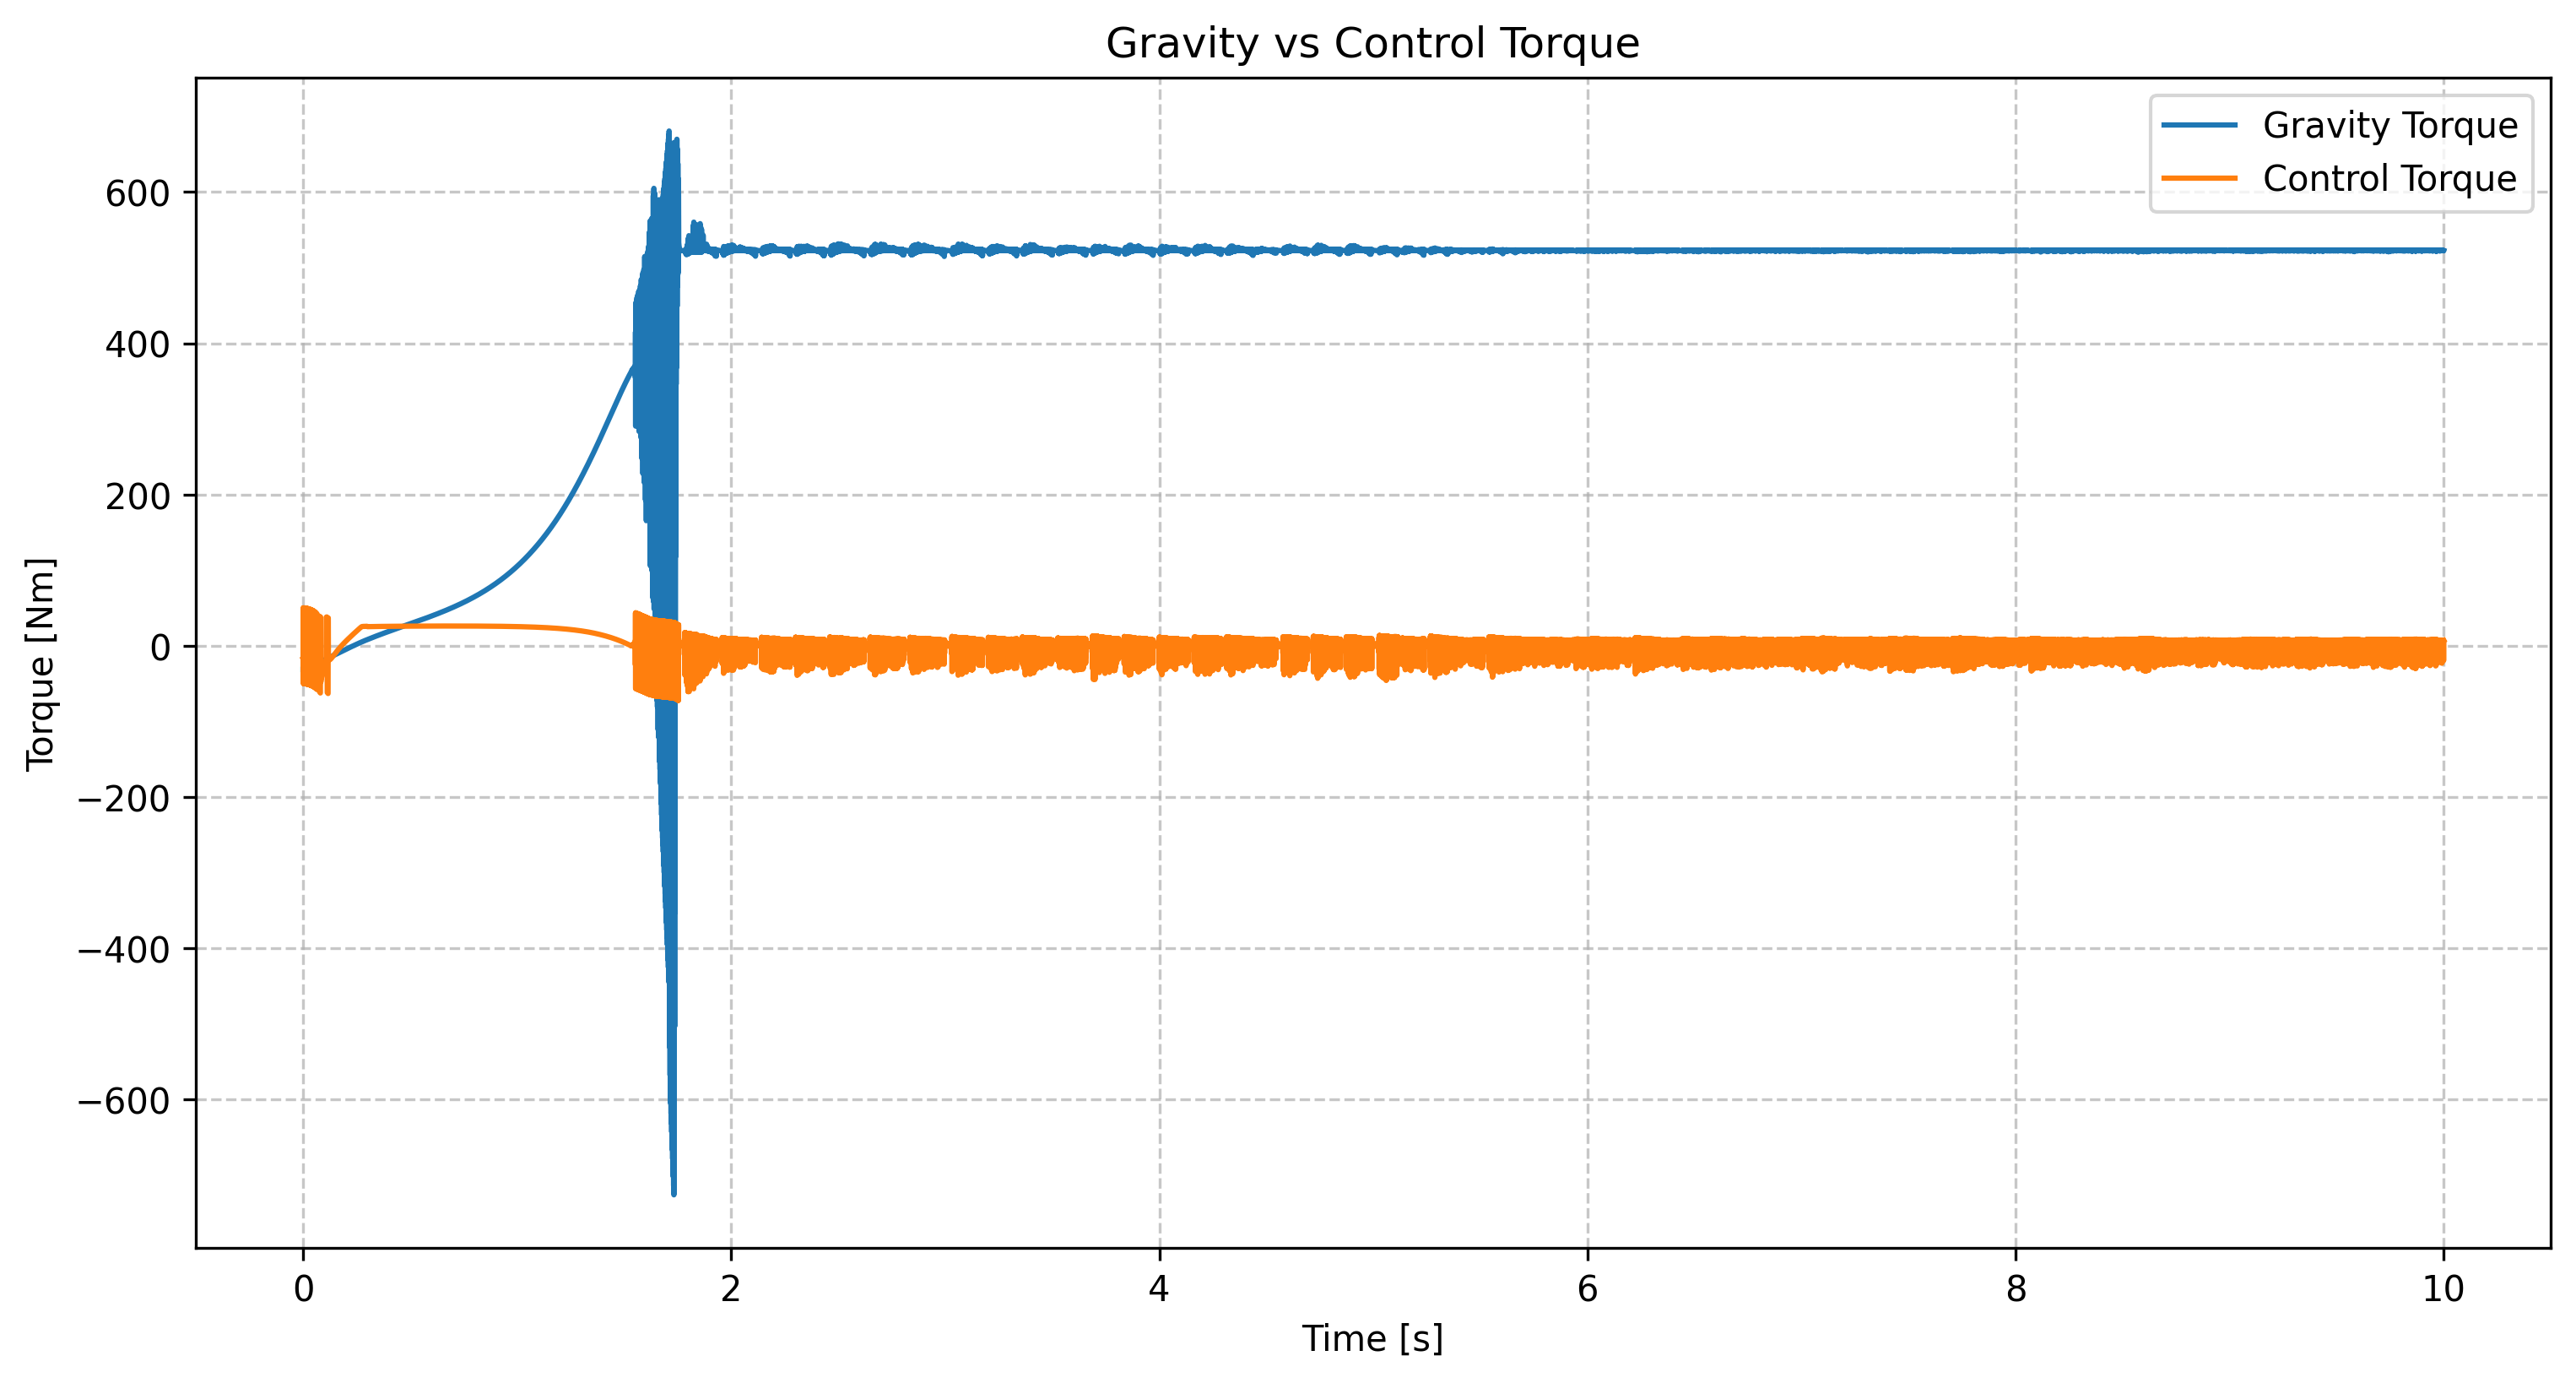 Gravity vs Control Torque
Gravity Torque
Control Torque
Torque [Nm]
600
400
200
0
−200
−400
−600
0 2 4 6 8 10
Time [s]